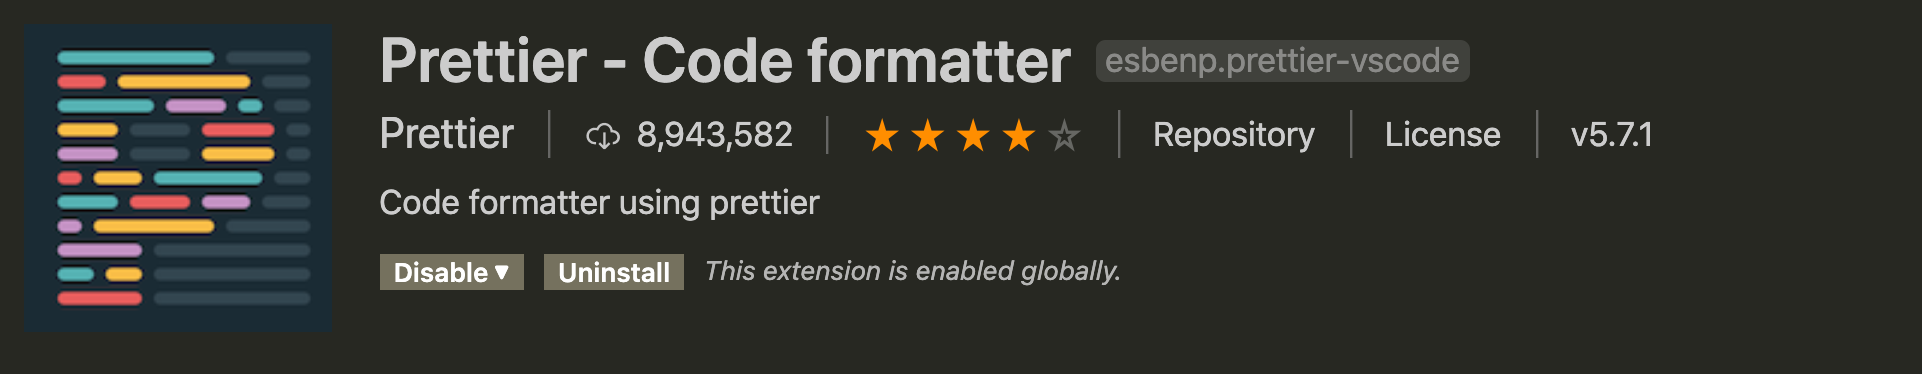 Prettier - Code formatter esbenp.prettier-vscode
Prettier 8,943,582 Repository License v5.7.1
Code formatter using prettier
Disable Uninstall This extension is enabled globally.